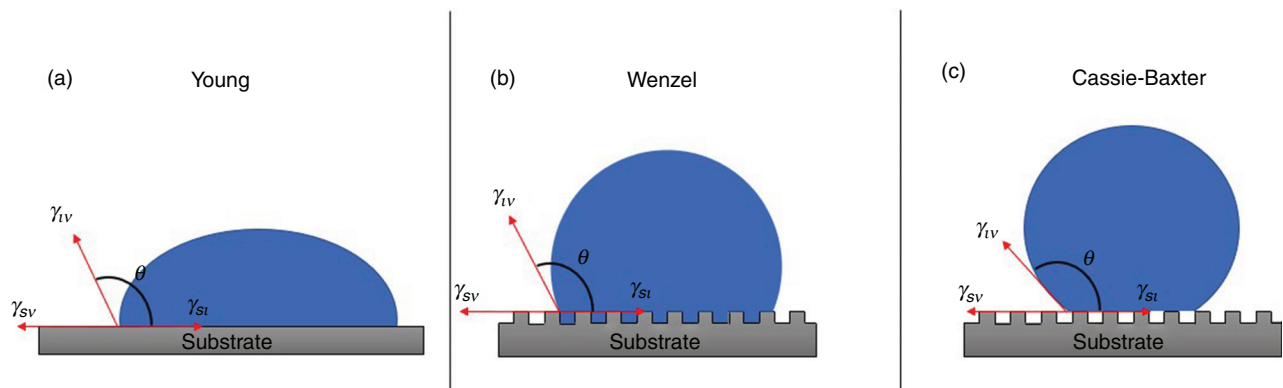 (a) Young
γlv
θ
γsv γsl
Substrate
(b) Wenzel
γlv
θ
γsv γsl
Substrate
(c) Cassie-Baxter
γlv
θ
γsv γsl
Substrate